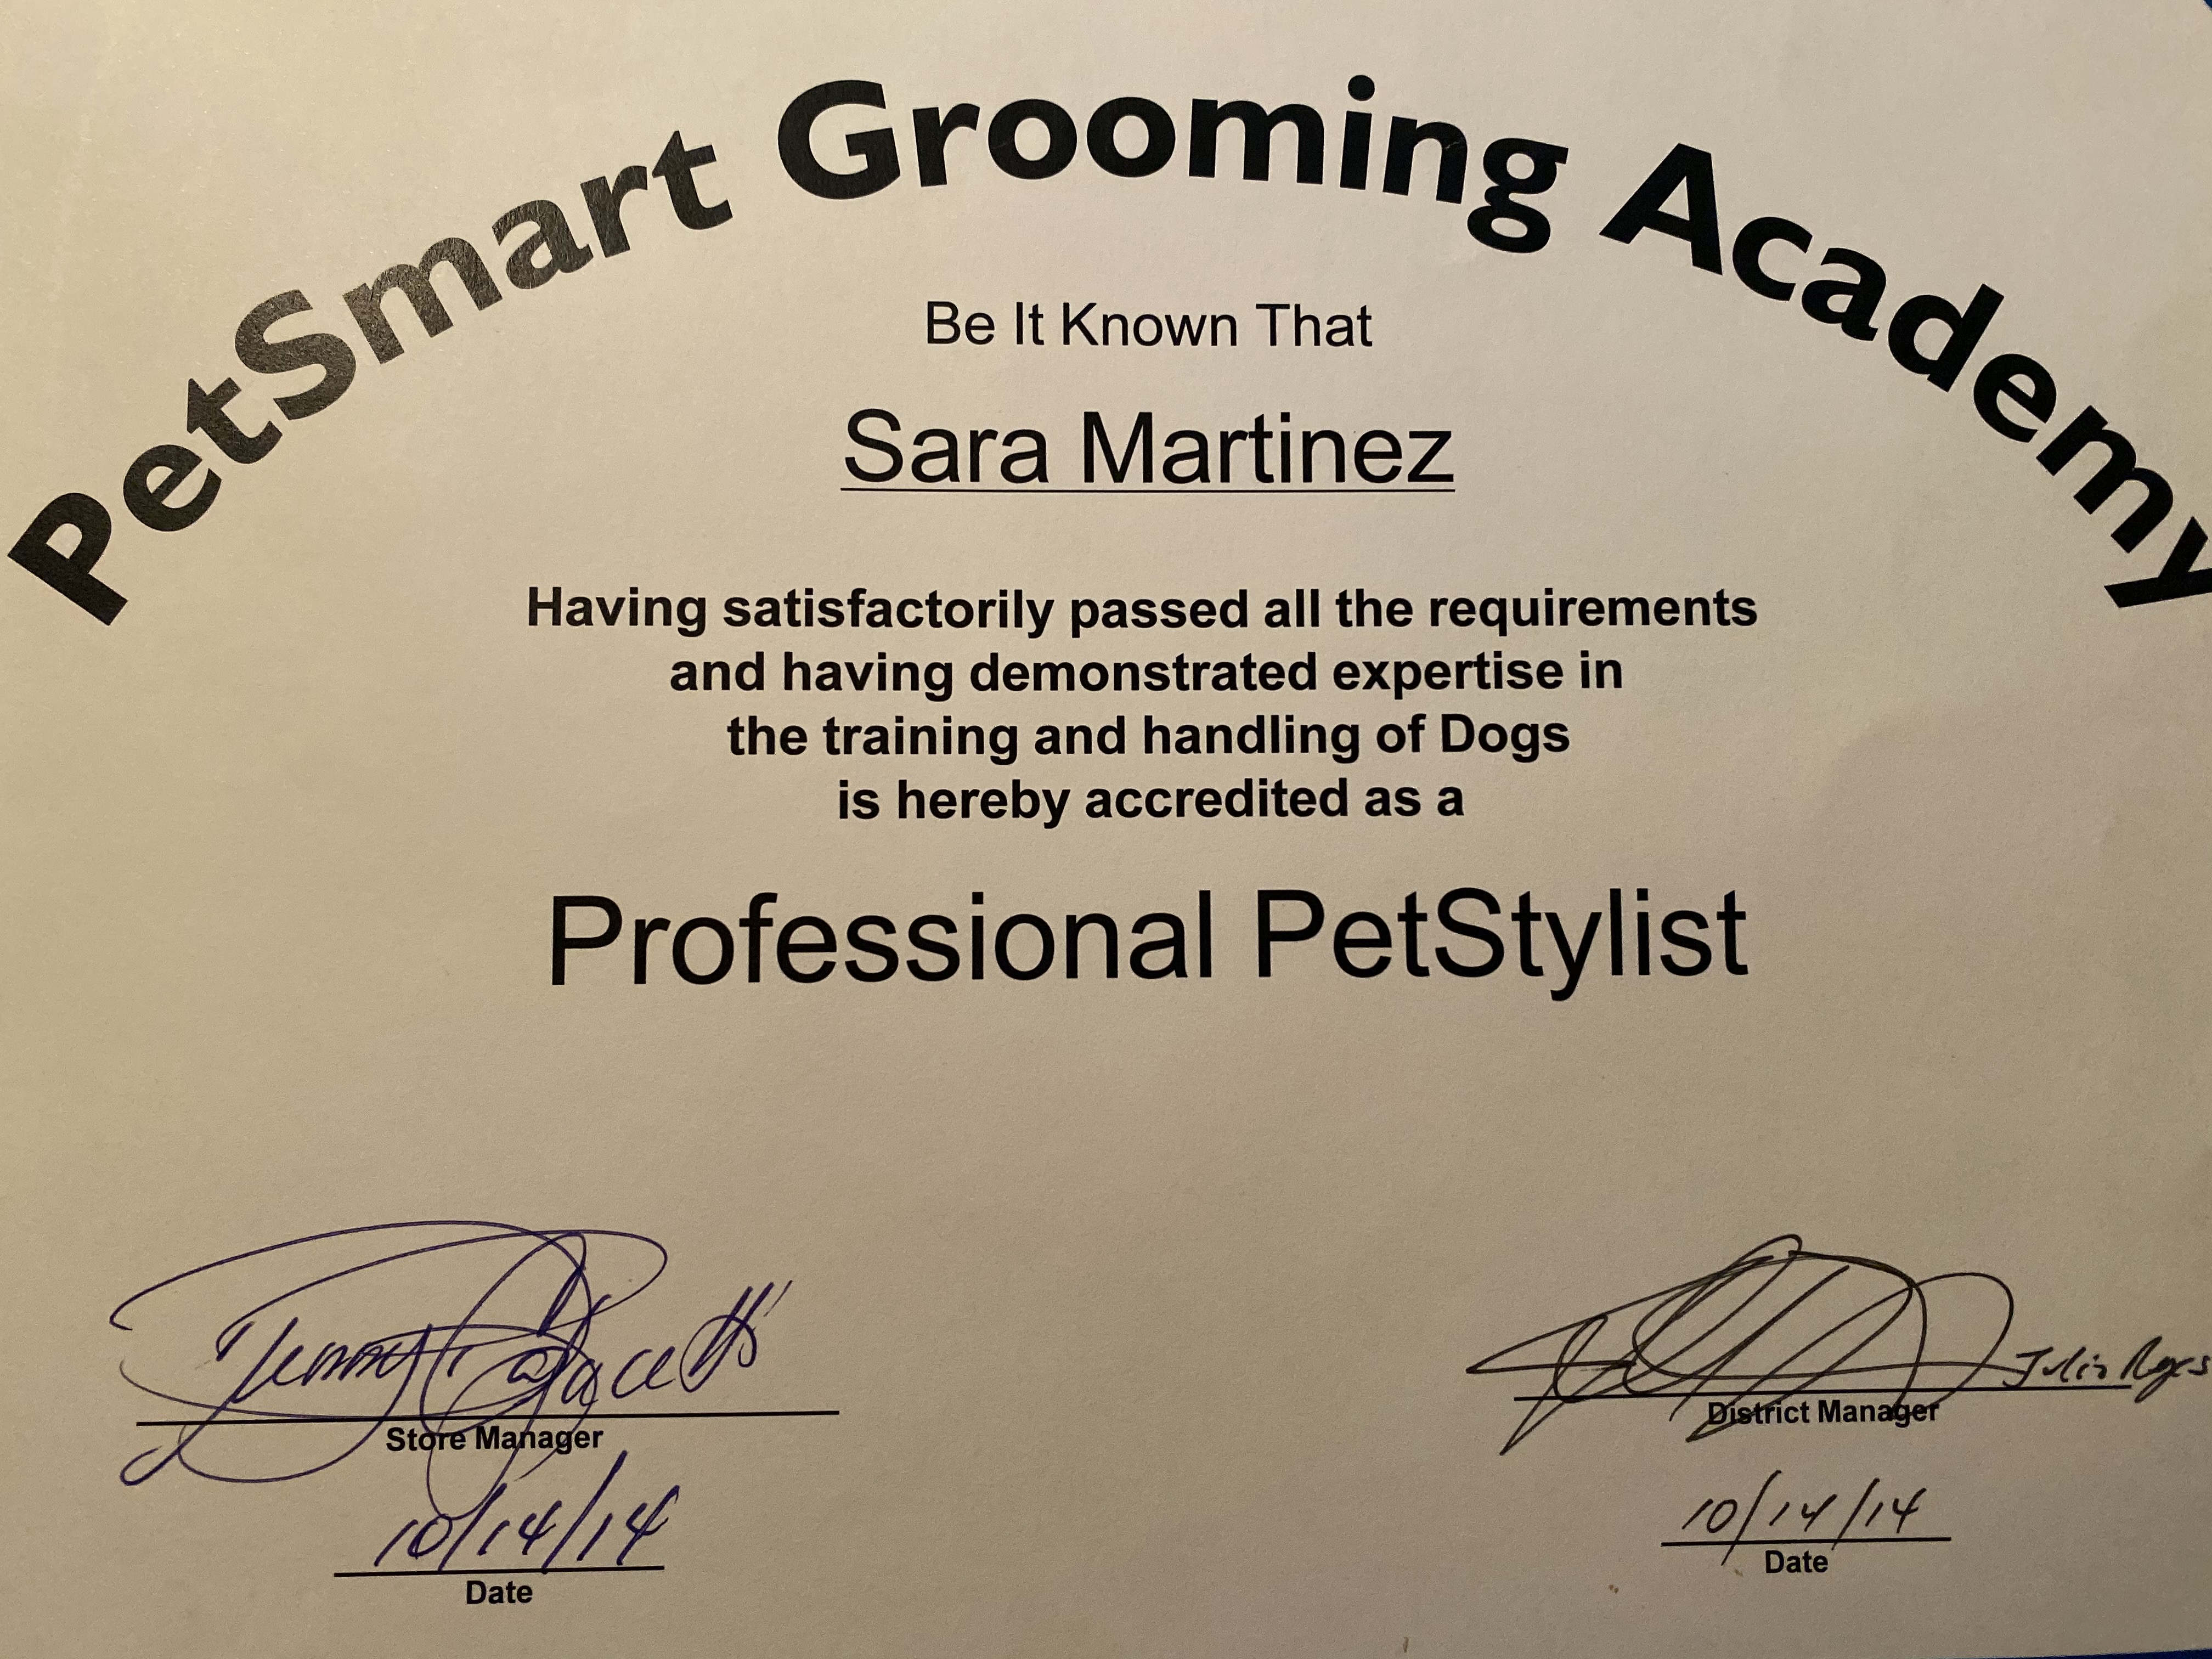 PetSmart Grooming Academy
Be It Known That
Sara Martinez
Having satisfactorily passed all the requirements
and having demonstrated expertise in
the training and handling of Dogs
is hereby accredited as a
Professional PetStylist
Store Manager
10/14/14
Date
District Manager
10/14/14
Date